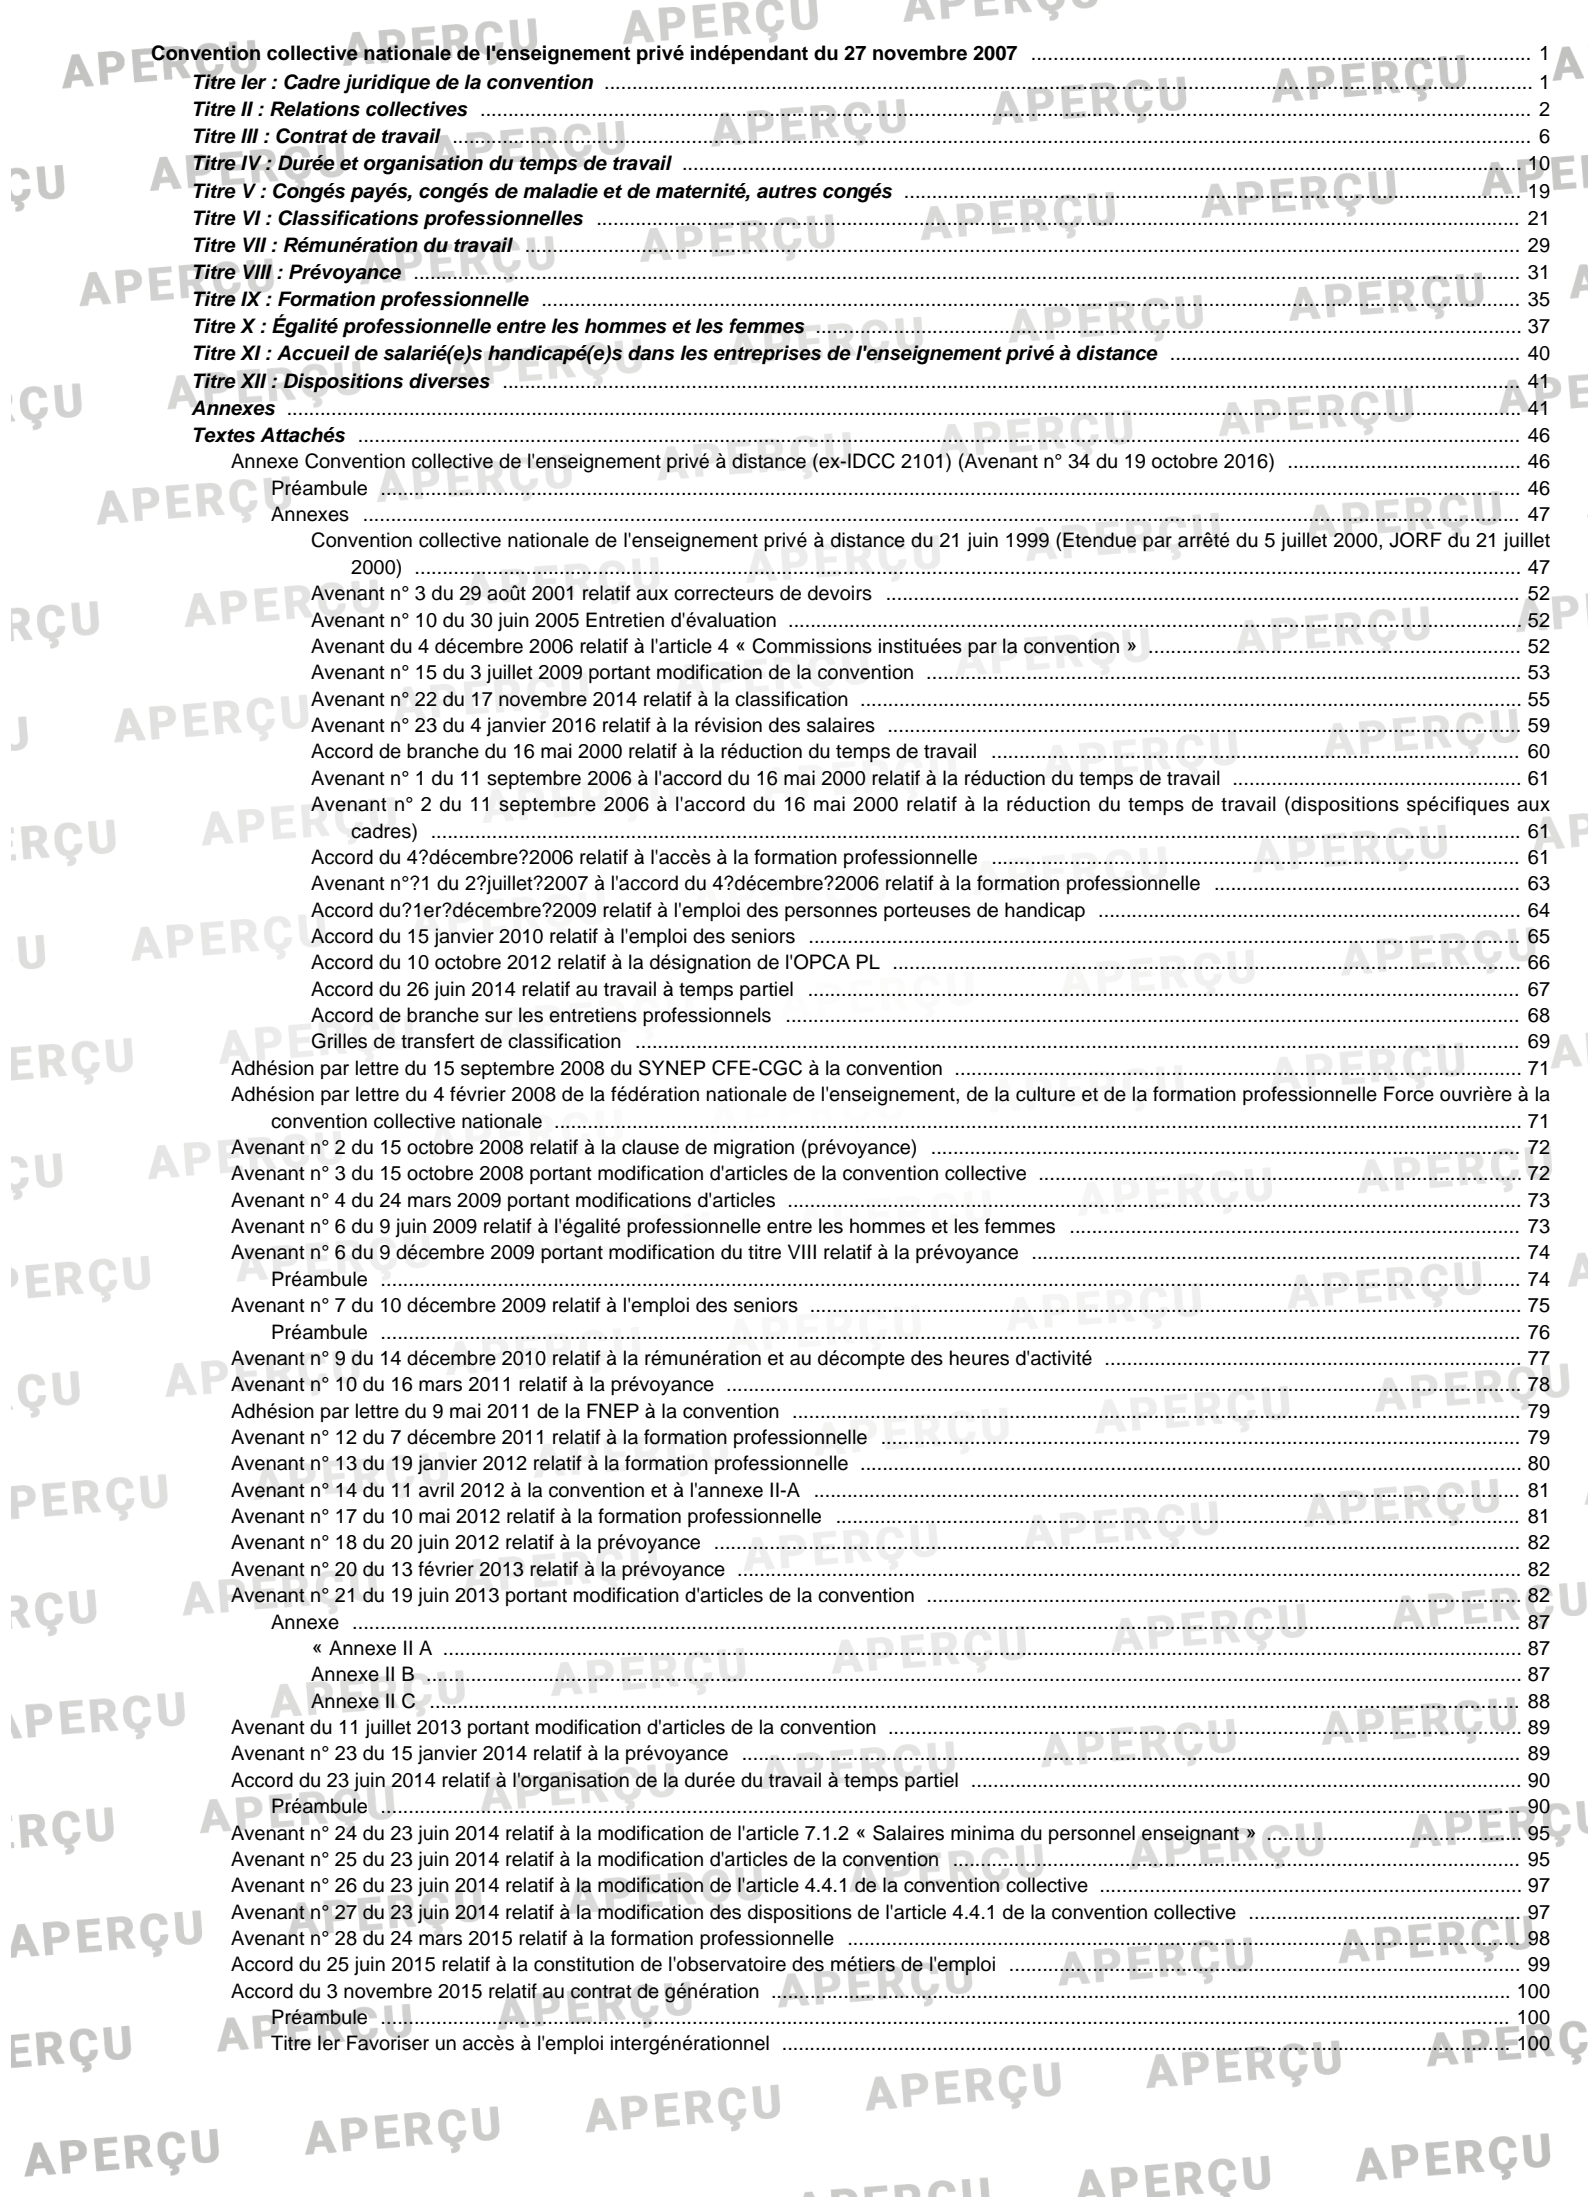 Convention collective nationale de l'enseignement privé indépendant du 27 novembre 2007 ........ 1
Titre Ier : Cadre juridique de la convention ........ 1
Titre II : Relations collectives ........ 2
Titre III : Contrat de travail ........ 6
Titre IV : Durée et organisation du temps de travail ........ 10
Titre V : Congés payés, congés de maladie et de maternité, autres congés ........ 19
Titre VI : Classifications professionnelles ........ 21
Titre VII : Rémunération du travail ........ 29
Titre VIII : Prévoyance ........ 31
Titre IX : Formation professionnelle ........ 35
Titre X : Égalité professionnelle entre les hommes et les femmes ........ 37
Titre XI : Accueil de salarié(e)s handicapé(e)s dans les entreprises de l'enseignement privé à distance ........ 40
Titre XII : Dispositions diverses ........ 41
Annexes ........ 41
Textes Attachés ........ 46
Annexe Convention collective de l'enseignement privé à distance (ex-IDCC 2101) (Avenant n° 34 du 19 octobre 2016) ........ 46
Préambule ........ 46
Annexes ........ 47
Convention collective nationale de l'enseignement privé à distance du 21 juin 1999 (Etendue par arrêté du 5 juillet 2000, JORF du 21 juillet
2000) ........ 47
Avenant n° 3 du 29 août 2001 relatif aux correcteurs de devoirs ........ 52
Avenant n° 10 du 30 juin 2005 Entretien d'évaluation ........ 52
Avenant du 4 décembre 2006 relatif à l'article 4 « Commissions instituées par la convention » ........ 52
Avenant n° 15 du 3 juillet 2009 portant modification de la convention ........ 53
Avenant n° 22 du 17 novembre 2014 relatif à la classification ........ 55
Avenant n° 23 du 4 janvier 2016 relatif à la révision des salaires ........ 59
Accord de branche du 16 mai 2000 relatif à la réduction du temps de travail ........ 60
Avenant n° 1 du 11 septembre 2006 à l'accord du 16 mai 2000 relatif à la réduction du temps de travail ........ 61
Avenant n° 2 du 11 septembre 2006 à l'accord du 16 mai 2000 relatif à la réduction du temps de travail (dispositions spécifiques aux
cadres) ........ 61
Accord du 4?décembre?2006 relatif à l'accès à la formation professionnelle ........ 61
Avenant n°?1 du 2?juillet?2007 à l'accord du 4?décembre?2006 relatif à la formation professionnelle ........ 63
Accord du?1er?décembre?2009 relatif à l'emploi des personnes porteuses de handicap ........ 64
Accord du 15 janvier 2010 relatif à l'emploi des seniors ........ 65
Accord du 10 octobre 2012 relatif à la désignation de l'OPCA PL ........ 66
Accord du 26 juin 2014 relatif au travail à temps partiel ........ 67
Accord de branche sur les entretiens professionnels ........ 68
Grilles de transfert de classification ........ 69
Adhésion par lettre du 15 septembre 2008 du SYNEP CFE-CGC à la convention ........ 71
Adhésion par lettre du 4 février 2008 de la fédération nationale de l'enseignement, de la culture et de la formation professionnelle Force ouvrière à la
convention collective nationale ........ 71
Avenant n° 2 du 15 octobre 2008 relatif à la clause de migration (prévoyance) ........ 72
Avenant n° 3 du 15 octobre 2008 portant modification d'articles de la convention collective ........ 72
Avenant n° 4 du 24 mars 2009 portant modifications d'articles ........ 73
Avenant n° 6 du 9 juin 2009 relatif à l'égalité professionnelle entre les hommes et les femmes ........ 73
Avenant n° 6 du 9 décembre 2009 portant modification du titre VIII relatif à la prévoyance ........ 74
Préambule ........ 74
Avenant n° 7 du 10 décembre 2009 relatif à l'emploi des seniors ........ 75
Préambule ........ 76
Avenant n° 9 du 14 décembre 2010 relatif à la rémunération et au décompte des heures d'activité ........ 77
Avenant n° 10 du 16 mars 2011 relatif à la prévoyance ........ 78
Adhésion par lettre du 9 mai 2011 de la FNEP à la convention ........ 79
Avenant n° 12 du 7 décembre 2011 relatif à la formation professionnelle ........ 79
Avenant n° 13 du 19 janvier 2012 relatif à la formation professionnelle ........ 80
Avenant n° 14 du 11 avril 2012 à la convention et à l'annexe II-A ........ 81
Avenant n° 17 du 10 mai 2012 relatif à la formation professionnelle ........ 81
Avenant n° 18 du 20 juin 2012 relatif à la prévoyance ........ 82
Avenant n° 20 du 13 février 2013 relatif à la prévoyance ........ 82
Avenant n° 21 du 19 juin 2013 portant modification d'articles de la convention ........ 82
Annexe ........ 87
« Annexe II A ........ 87
Annexe II B ........ 87
Annexe II C ........ 88
Avenant du 11 juillet 2013 portant modification d'articles de la convention ........ 89
Avenant n° 23 du 15 janvier 2014 relatif à la prévoyance ........ 89
Accord du 23 juin 2014 relatif à l'organisation de la durée du travail à temps partiel ........ 90
Préambule ........ 90
Avenant n° 24 du 23 juin 2014 relatif à la modification de l'article 7.1.2 « Salaires minima du personnel enseignant » ........ 95
Avenant n° 25 du 23 juin 2014 relatif à la modification d'articles de la convention ........ 95
Avenant n° 26 du 23 juin 2014 relatif à la modification de l'article 4.4.1 de la convention collective ........ 97
Avenant n° 27 du 23 juin 2014 relatif à la modification des dispositions de l'article 4.4.1 de la convention collective ........ 97
Avenant n° 28 du 24 mars 2015 relatif à la formation professionnelle ........ 98
Accord du 25 juin 2015 relatif à la constitution de l'observatoire des métiers de l'emploi ........ 99
Accord du 3 novembre 2015 relatif au contrat de génération ........ 100
Préambule ........ 100
Titre Ier Favoriser un accès à l'emploi intergénérationnel ........ 100
APERÇU